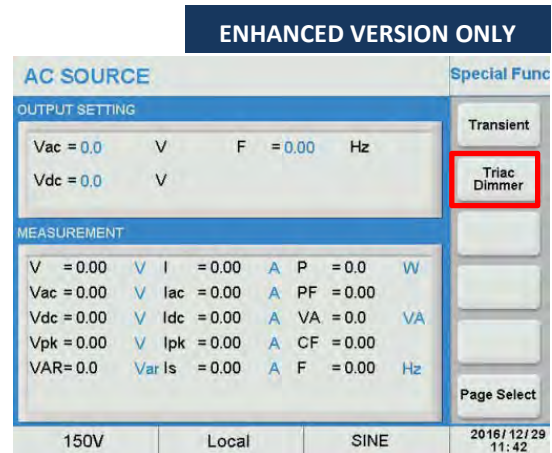 ENHANCED VERSION ONLY
AC SOURCE
Special Func
OUTPUT SETTING
Vac = 0.0 V F = 0.00 Hz
Vdc = 0.0 V
Transient
Triac
Dimmer
MEASUREMENT
V = 0.00 V I = 0.00 A P = 0.0 W
Vac = 0.00 V Iac = 0.00 A PF = 0.00
Vdc = 0.00 V Idc = 0.00 A VA = 0.0 VA
Vpk = 0.00 V Ipk = 0.00 A CF = 0.00
VAR= 0.0 Var Is = 0.00 A F = 0.00 Hz
Page Select
150V Local SINE 2016/12/29
11:42